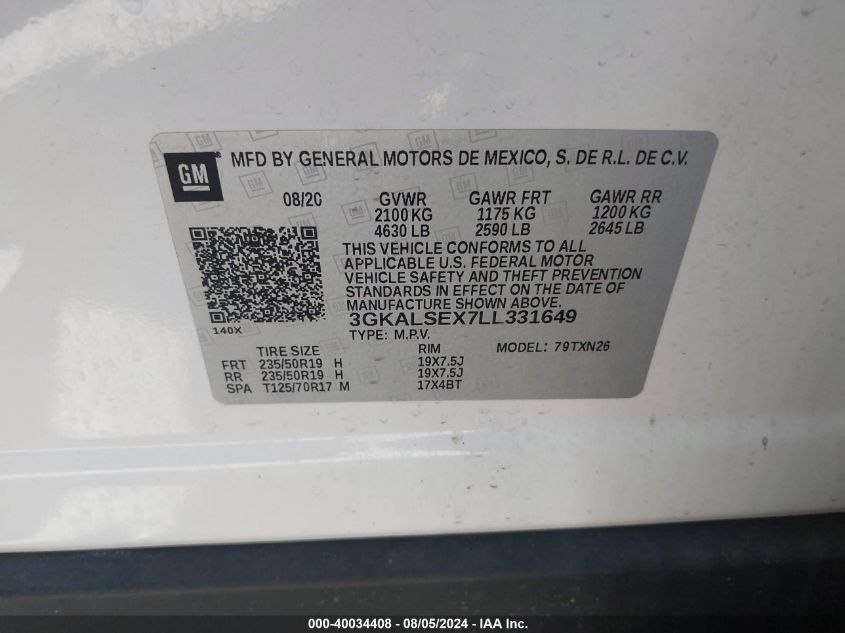 GM MFD BY GENERAL MOTORS DE MEXICO, S. DE R.L. DE C.V.
08/20 GVWR GAWR FRT GAWR RR
2100 KG 1175 KG 1200 KG
4630 LB 2590 LB 2645 LB
THIS VEHICLE CONFORMS TO ALL
APPLICABLE U.S. FEDERAL MOTOR
VEHICLE SAFETY AND THEFT PREVENTION
STANDARDS IN EFFECT ON THE DATE OF
MANUFACTURE SHOWN ABOVE.
140X 3GKALSEX7LL331649
TYPE: M.P.V.
TIRE SIZE RIM MODEL: 79TXN26
FRT 235/50R19 H 19X7.5J
RR 235/50R19 H 19X7.5J
SPA T125/70R17 M 17X4BT
000-40034408 - 08/05/2024 - IAAI.com.